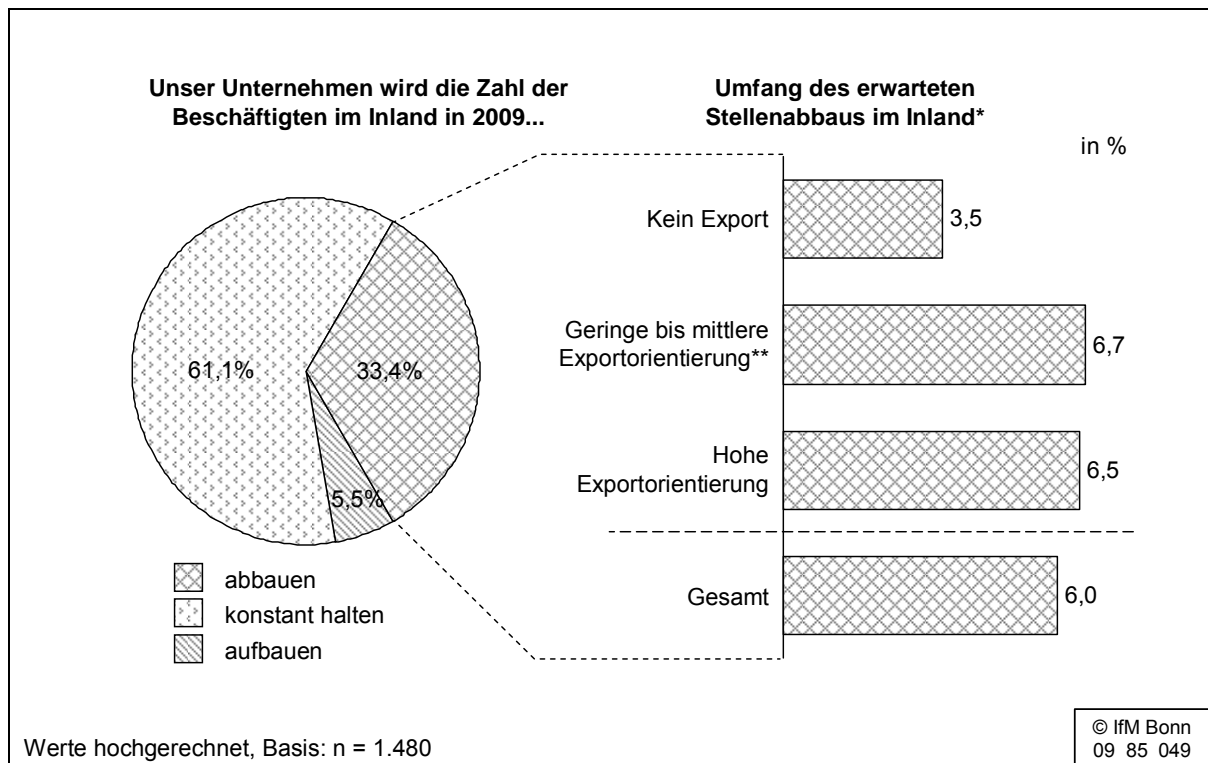 Unser Unternehmen wird die Zahl der
Beschäftigten im Inland in 2009...
61,1%
33,4%
5,5%
abbauen
konstant halten
aufbauen
Umfang des erwarteten
Stellenabbaus im Inland*
in %
Kein Export
3,5
Geringe bis mittlere
Exportorientierung**
6,7
Hohe
Exportorientierung
6,5
Gesamt
6,0
Werte hochgerechnet, Basis: n = 1.480
© IfM Bonn
09 85 049